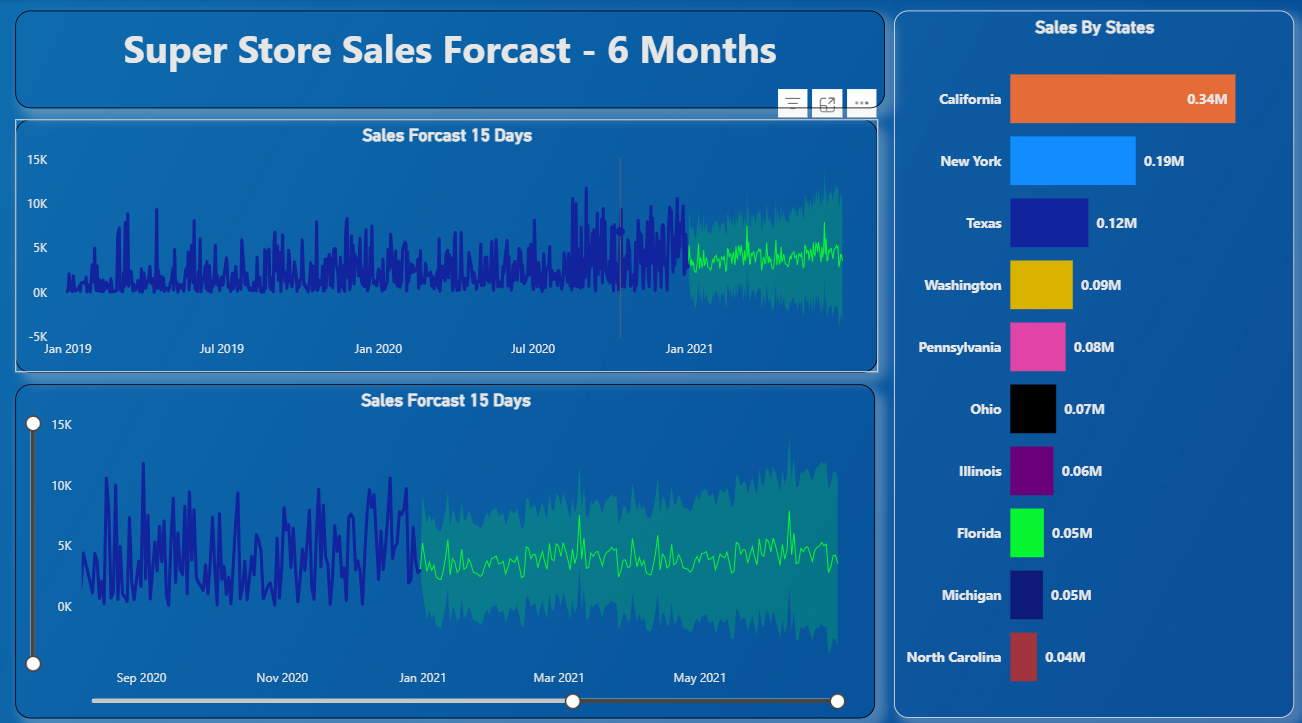 Super Store Sales Forcast - 6 Months
Sales Forcast 15 Days
15K
10K
5K
0K
-5K
Jan 2019
Jul 2019
Jan 2020
Jul 2020
Jan 2021
Sales Forcast 15 Days
15K
10K
5K
0K
Sep 2020
Nov 2020
Jan 2021
Mar 2021
May 2021
Sales By States
California 0.34M
New York 0.19M
Texas 0.12M
Washington 0.09M
Pennsylvania 0.08M
Ohio 0.07M
Illinois 0.06M
Florida 0.05M
Michigan 0.05M
North Carolina 0.04M